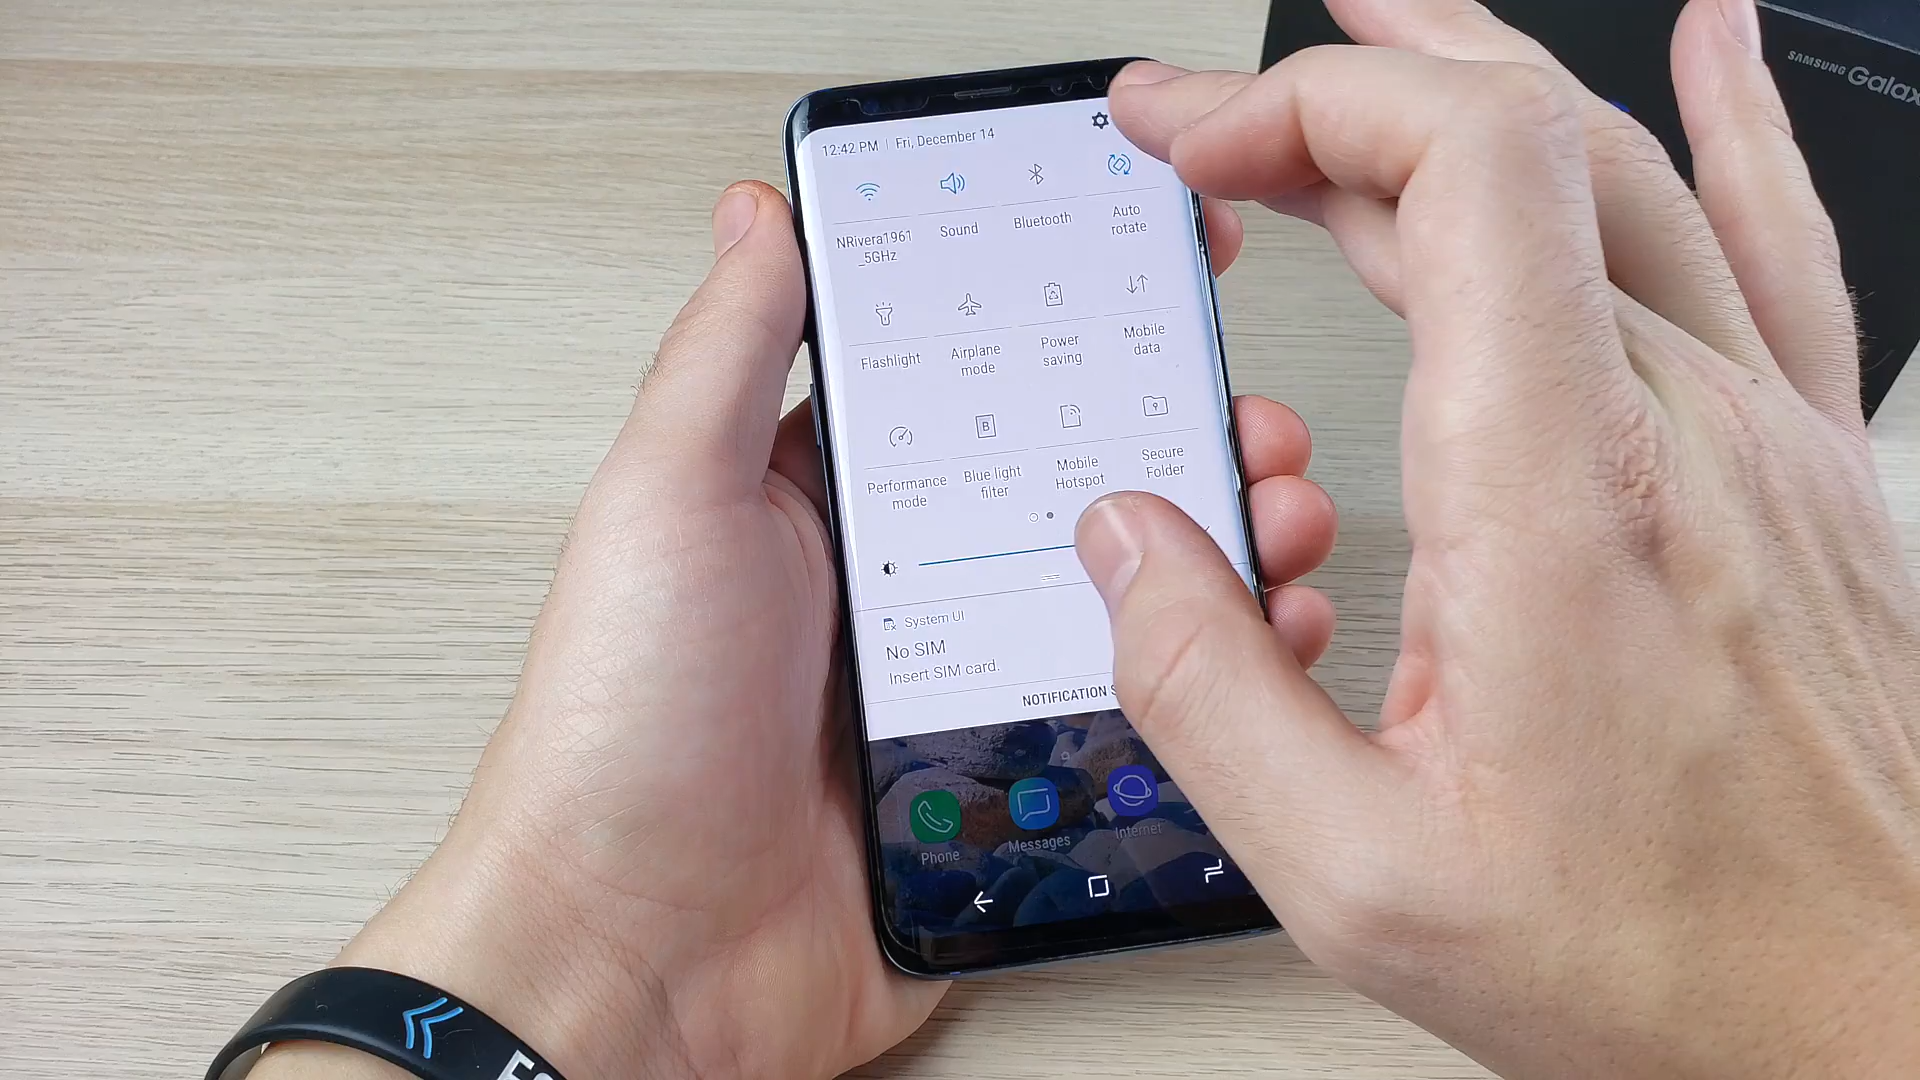 SAMSUNG Galax
12:42 PM | Fri, December 14
NRivera1961
_5GHz
Sound
Bluetooth
Auto
rotate
Flashlight
Airplane
mode
Power
saving
Mobile
data
B
Performance
mode
Blue light
filter
Mobile
Hotspot
Secure
Folder
System UI
No SIM
Insert SIM card.
NOTIFICATION S
Phone
Messages
Internet